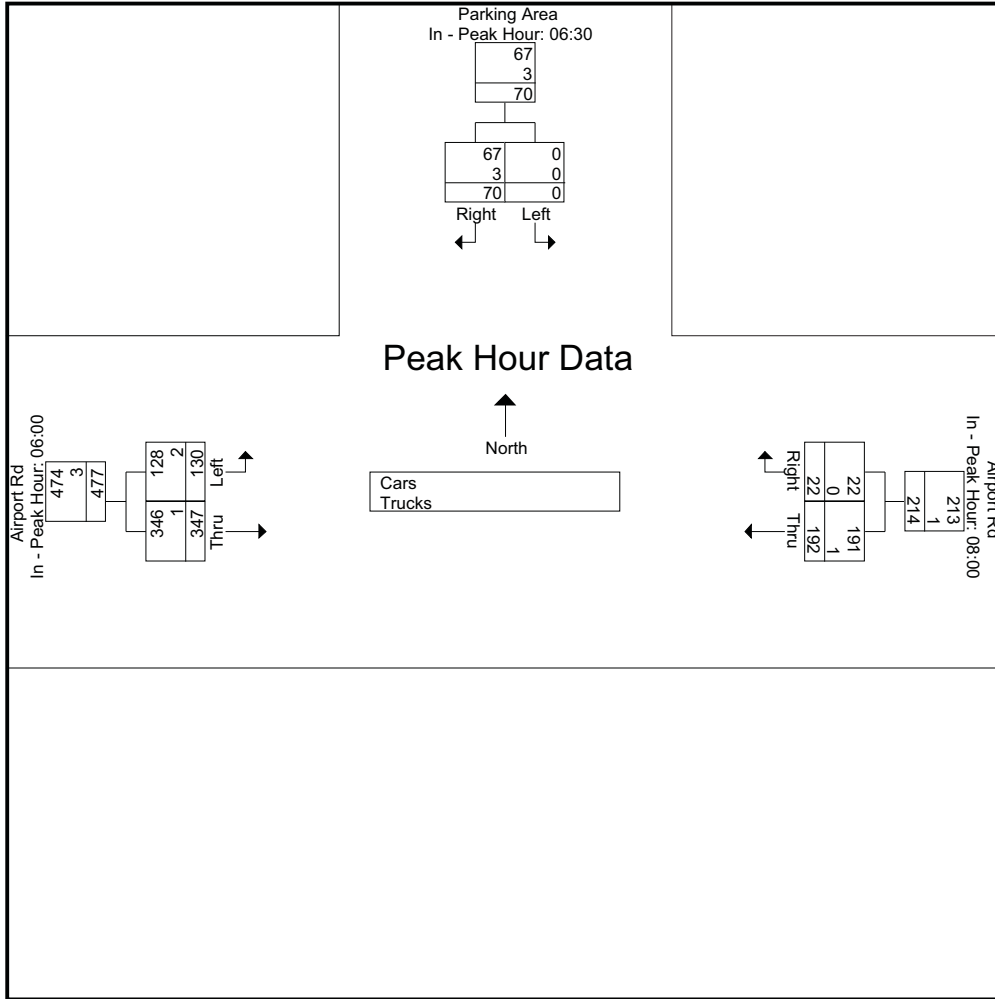 Parking Area
In - Peak Hour: 06:30
67
3
70
67 0
3 0
70 0
Right Left
Peak Hour Data
North
Cars
Trucks
Airport Rd
In - Peak Hour: 06:00
474
3
477
128
2
130
Left
346
1
347
Thru
Airport Rd
In - Peak Hour: 08:00
213
1
214
22
0
22
Right
191
1
192
Thru